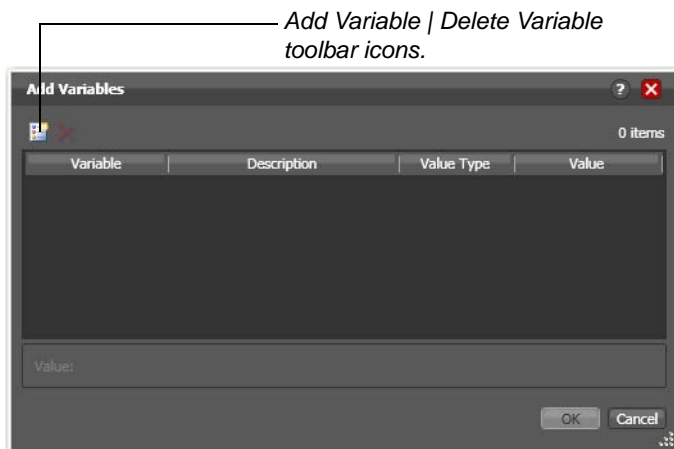 Add Variable | Delete Variable
toolbar icons.
Add Variables
?
0 items
Variable Description Value Type Value
Value:
OK Cancel